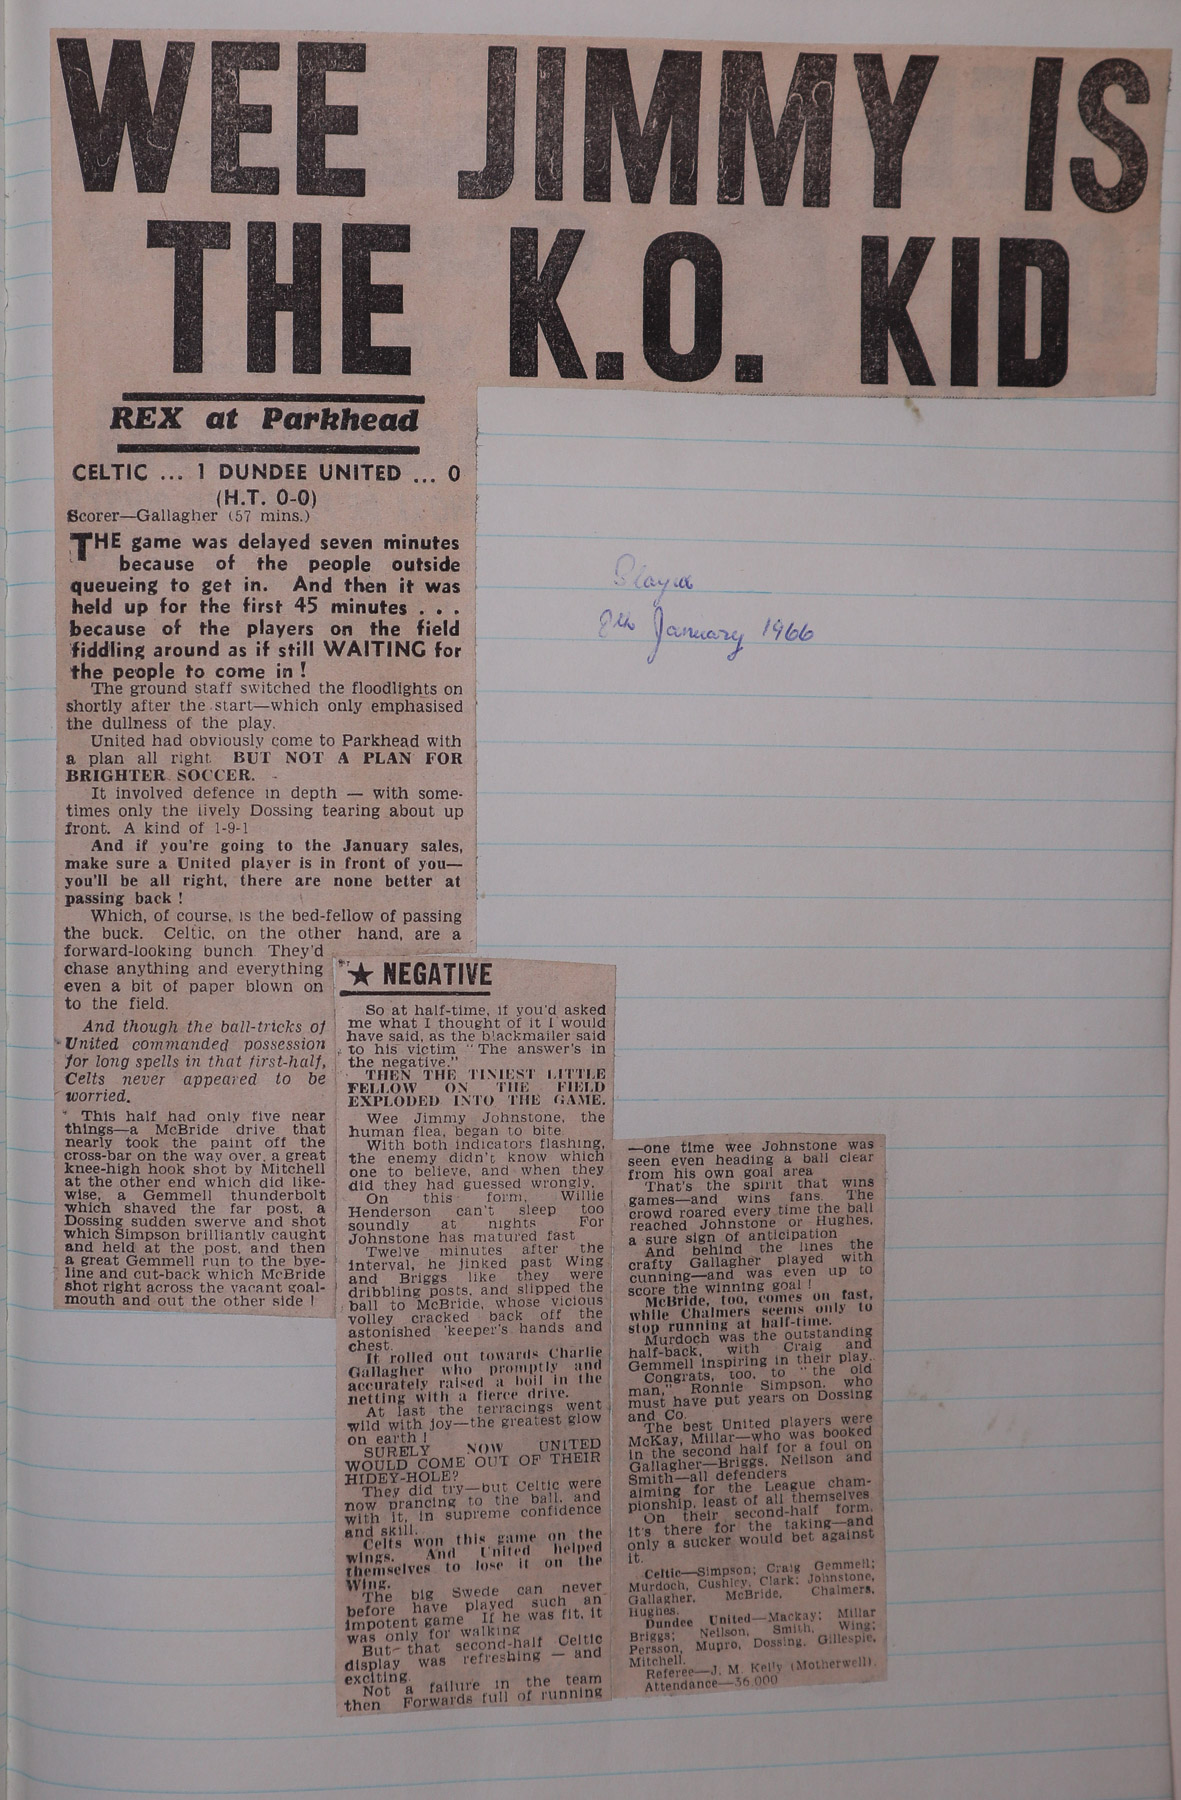 WEE JIMMY IS
THE K.O. KID
REX at Parkhead
CELTIC ... 1 DUNDEE UNITED ... 0
(H.T. 0-0)
Scorer—Gallagher (57 mins.)
THE game was delayed seven minutes
because of the people outside
queueing to get in. And then it was
held up for the first 45 minutes . . .
because of the players on the field
fiddling around as if still WAITING for
the people to come in !
The ground staff switched the floodlights on
shortly after the start—which only emphasised
the dullness of the play.
United had obviously come to Parkhead with
a plan all right BUT NOT A PLAN FOR
BRIGHTER SOCCER.
It involved defence in depth — with some-
times only the lively Dossing tearing about up
front. A kind of 1-9-1
And if you're going to the January sales,
make sure a United player is in front of you—
you'll be all right, there are none better at
passing back !
Which, of course, is the bed-fellow of passing
the buck. Celtic, on the other hand, are a
forward-looking bunch They'd
chase anything and everything
even a bit of paper blown on
to the field.
And though the ball-tricks of
United commanded possession
for long spells in that first-half,
Celts never appeared to be
worried.
This half had only five near
things—a McBride drive that
nearly took the paint off the
cross-bar on the way over, a great
knee-high hook shot by Mitchell
at the other end which did like-
wise, a Gemmell thunderbolt
which shaved the far post, a
Dossing sudden swerve and shot
which Simpson brilliantly caught
and held at the post, and then
a great Gemmell run to the bye-
line and cut-back which McBride
shot right across the vacant goal-
mouth and out the other side !
★ NEGATIVE
So at half-time, if you'd asked
me what I thought of it I would
have said, as the blackmailer said
to his victim "The answer's in
the negative."
THEN THE TINIEST LITTLE
FELLOW ON THE FIELD
EXPLODED INTO THE GAME.
Wee Jimmy Johnstone, the
human flea, began to bite
With both indicators flashing,
the enemy didn't know which
one to believe, and when they
did they had guessed wrongly.
On this form, Willie
Henderson can't sleep too
soundly at nights For
Johnstone has matured fast
Twelve minutes after the
interval, he jinked past Wing
and Briggs like they were
dribbling posts, and slipped the
ball to McBride, whose vicious
volley cracked back off the
astonished 'keeper's hands and
chest.
It rolled out towards Charlie
Gallagher who promptly and
accurately raised a boil in the
netting with a fierce drive.
At last the terracings went
wild with joy—the greatest glow
on earth !
SURELY NOW UNITED
WOULD COME OUT OF THEIR
HIDEY-HOLE?
They did try—but Celtic were
now prancing to the ball, and
with it, in supreme confidence
and skill.
Celts won this game on the
wings. And United helped
themselves to lose it on the
Wing.
The big Swede can never
before have played such an
impotent game If he was fit, it
was only for walking
But that second-half Celtic
display was refreshing — and
exciting.
Not a failure in the team
then Forwards full of running
—one time wee Johnstone was
seen even heading a ball clear
from his own goal area
That's the spirit that wins
games—and wins fans. The
crowd roared every time the ball
reached Johnstone or Hughes,
a sure sign of anticipation
And behind the lines the
crafty Gallagher played with
cunning—and was even up to
score the winning goal !
McBride, too, comes on fast,
while Chalmers seems only to
stop running at half-time.
Murdoch was the outstanding
half-back, with Craig and
Gemmell inspiring in their play.
Congrats, too, to "the old
man," Ronnie Simpson, who
must have put years on Dossing
and Co.
The best United players were
McKay, Millar—who was booked
in the second half for a foul on
Gallagher—Briggs, Neilson and
Smith—all defenders
aiming for the League cham-
pionship, least of all themselves
On their second-half form,
it's there for the taking—and
only a sucker would bet against
it.
Celtic—Simpson; Craig Gemmell;
Murdoch, Cushley, Clark; Johnstone,
Gallagher, McBride, Chalmers,
Hughes.
Dundee United—Mackay; Millar
Briggs; Neilson, Smith, Wing;
Persson, Mupro, Dossing, Gillespie,
Mitchell.
Referee—J. M. Kelly (Motherwell).
Attendance—36,000
Played
8th January 1966